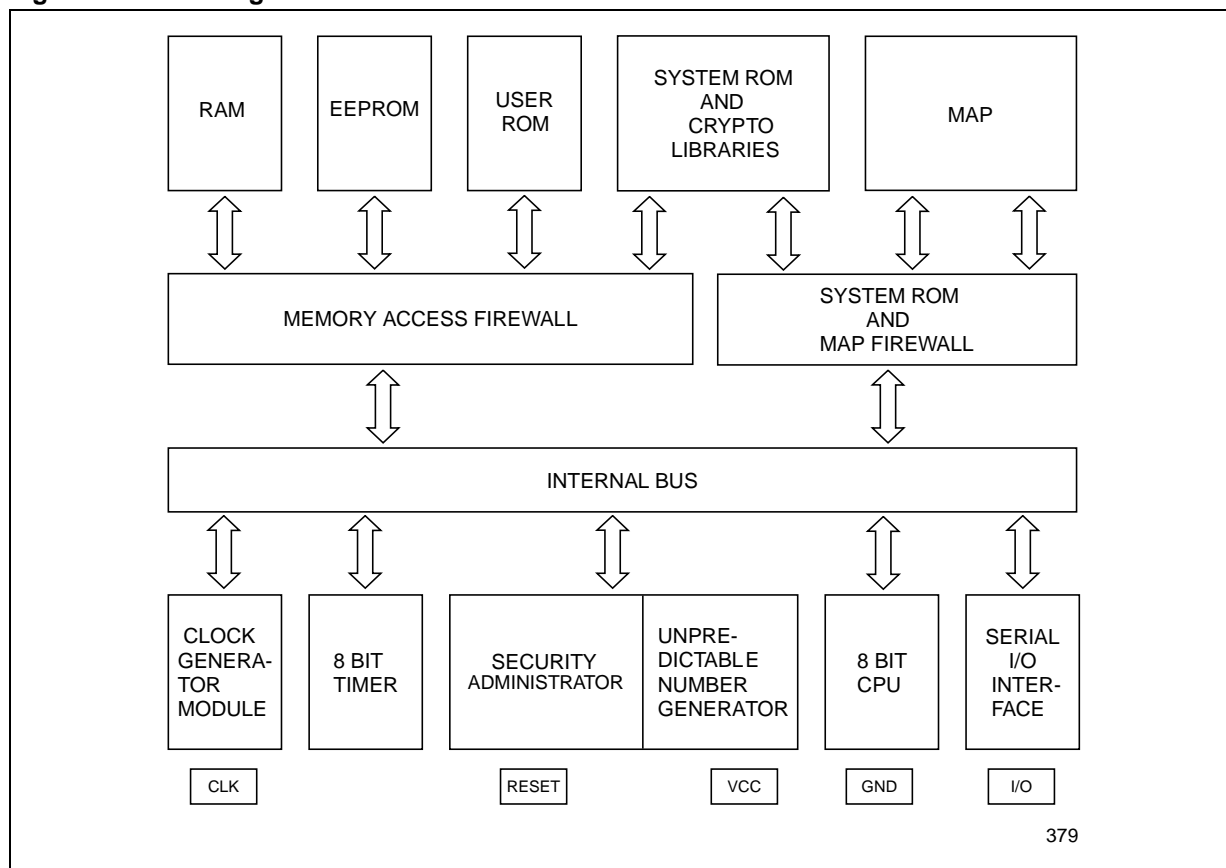 RAM
EEPROM
USER
ROM
SYSTEM ROM
AND
CRYPTO
LIBRARIES
MAP
MEMORY ACCESS FIREWALL
SYSTEM ROM
AND
MAP FIREWALL
INTERNAL BUS
CLOCK
GENERA-
TOR
MODULE
8 BIT
TIMER
SECURITY
ADMINISTRATOR
UNPRE-
DICTABLE
NUMBER
GENERATOR
8 BIT
CPU
SERIAL
I/O
INTER-
FACE
CLK
RESET
VCC
GND
I/O
379